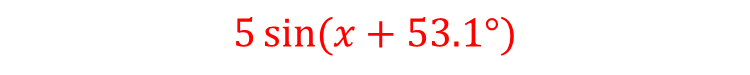 5 sin(𝑥 + 53.1°)